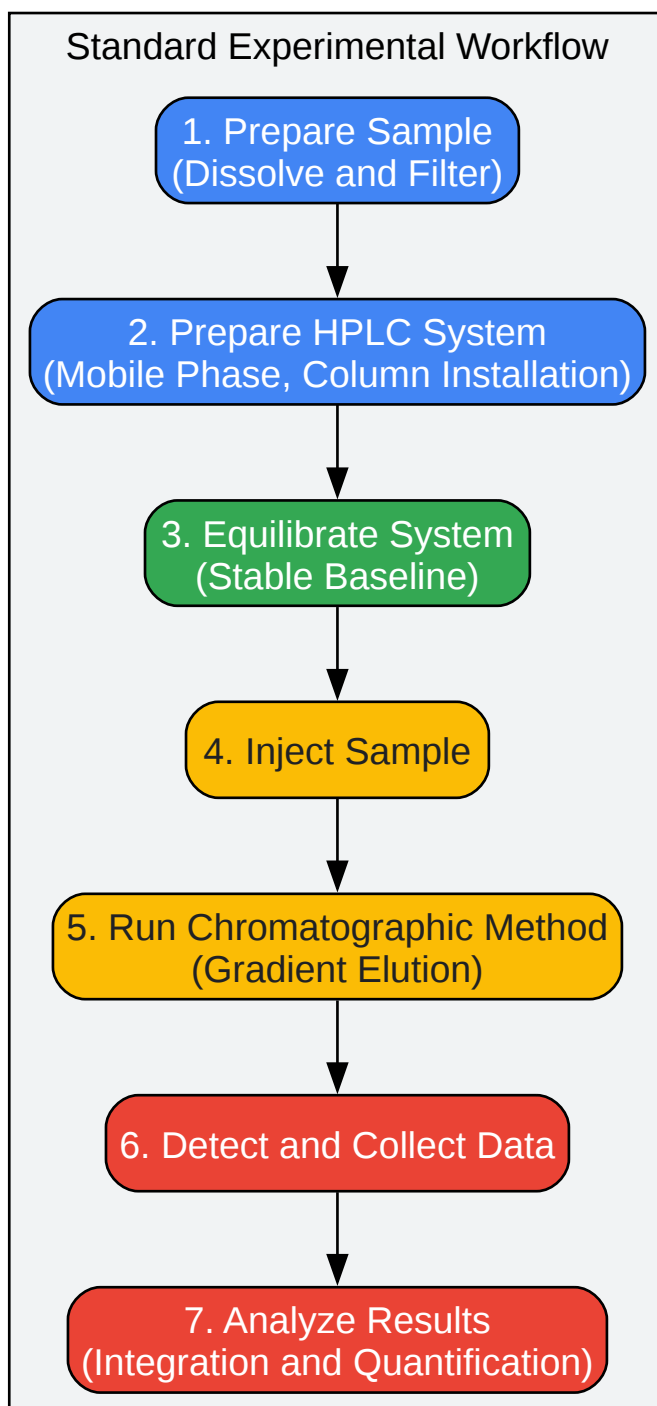 Standard Experimental Workflow
1. Prepare Sample
(Dissolve and Filter)
2. Prepare HPLC System
(Mobile Phase, Column Installation)
3. Equilibrate System
(Stable Baseline)
4. Inject Sample
5. Run Chromatographic Method
(Gradient Elution)
6. Detect and Collect Data
7. Analyze Results
(Integration and Quantification)